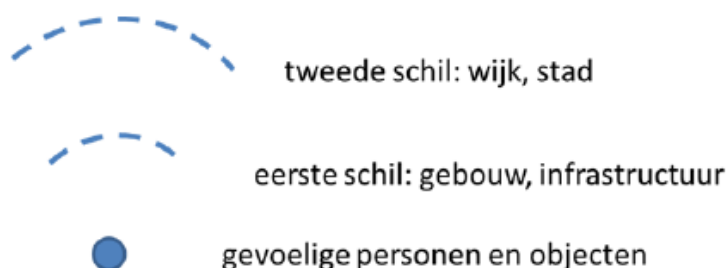 tweede schil: wijk, stad
eerste schil: gebouw, infrastructuur
gevoelige personen en objecten